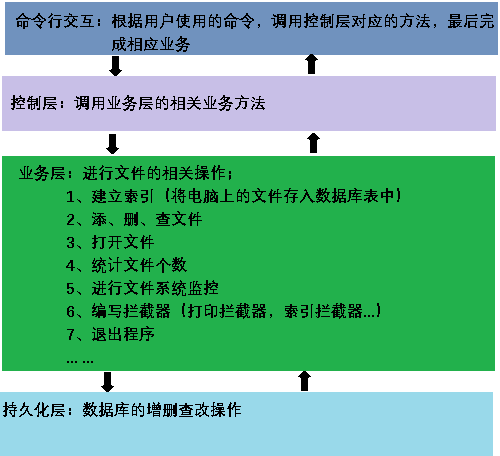 命令行交互：根据用户使用的命令，调用控制层对应的方法，最后完
成相应业务
控制层：调用业务层的相关业务方法
业务层：进行文件的相关操作；
1、建立索引（将电脑上的文件存入数据库表中）
2、添、删、查文件
3、打开文件
4、统计文件个数
5、进行文件系统监控
6、编写拦截器（打印拦截器，索引拦截器...）
7、退出程序
... ...
持久化层：数据库的增删查改操作